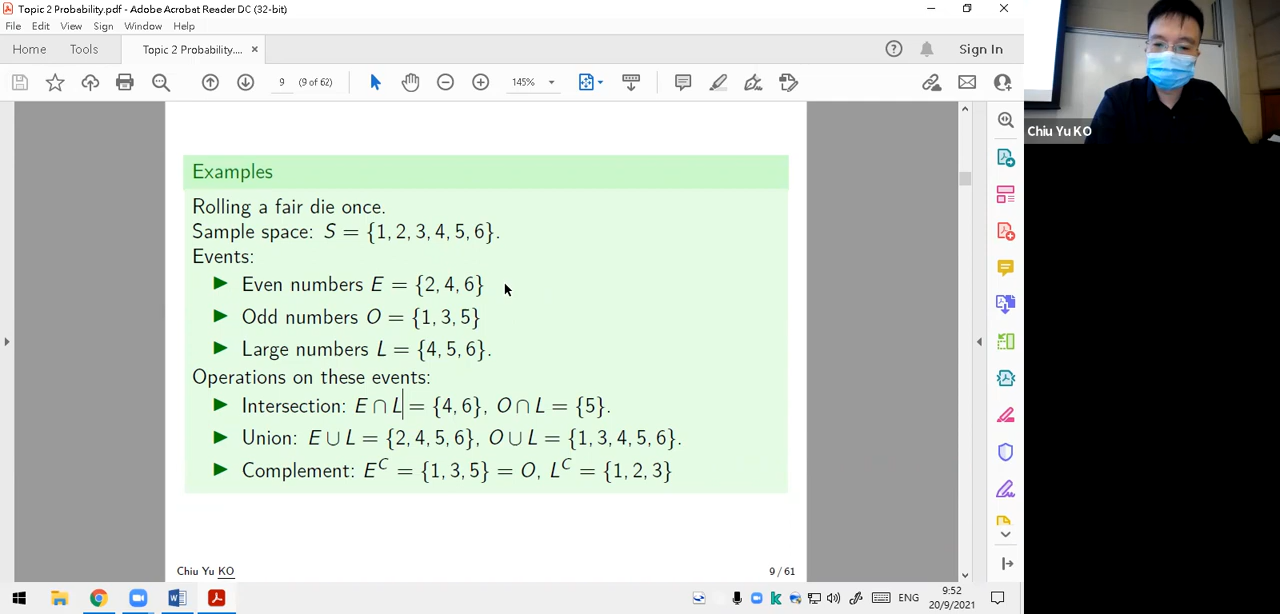 Topic 2 Probability.pdf - Adobe Acrobat Reader DC (32-bit)
File Edit View Sign Window Help
Home Tools Topic 2 Probability.... × Sign In
9 (9 of 62) 145%
Chiu Yu KO
Examples
Rolling a fair die once.
Sample space: S = {1, 2, 3, 4, 5, 6}.
Events:
▶ Even numbers E = {2, 4, 6}
▶ Odd numbers O = {1, 3, 5}
▶ Large numbers L = {4, 5, 6}.
Operations on these events:
▶ Intersection: E ∩ L = {4, 6}, O ∩ L = {5}.
▶ Union: E ∪ L = {2, 4, 5, 6}, O ∪ L = {1, 3, 4, 5, 6}.
▶ Complement: E^C = {1, 3, 5} = O, L^C = {1, 2, 3}
Chiu Yu KO 9 / 61
ENG 9:52
20/9/2021